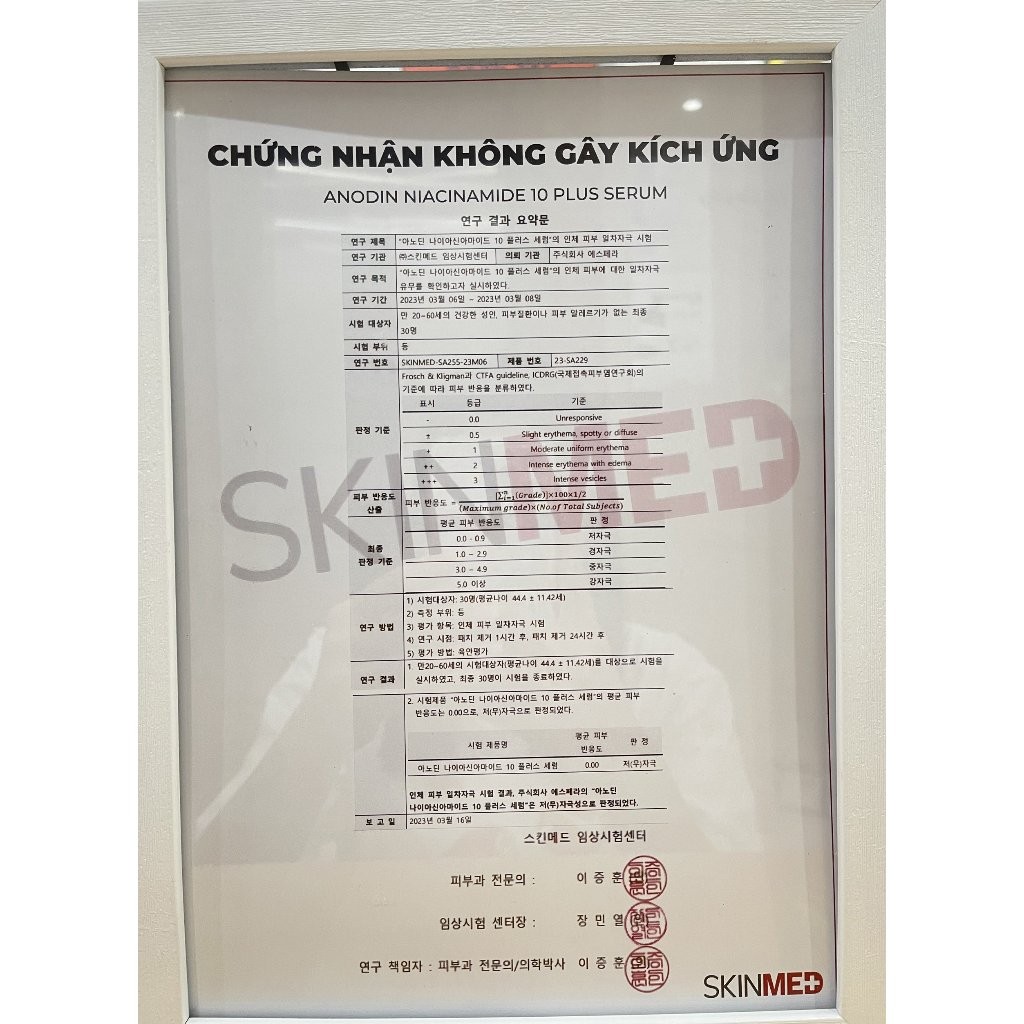 CHỨNG NHẬN KHÔNG GÂY KÍCH ỨNG
ANODIN NIACINAMIDE 10 PLUS SERUM
연구 결과 요약문
연구 제목 "아노딘 나이아신아마이드 10 플러스 세럼"의 인체 피부 일차자극 시험
연구 기관 ㈜스킨메드 임상시험센터 의뢰 기관 주식회사 에스페라
연구 목적 "아노딘 나이아신아마이드 10 플러스 세럼"의 인체 피부에 대한 일차자극
유무를 확인하고자 실시하였다.
연구 기간 2023년 03월 06일 ~ 2023년 03월 08일
시험 대상자 만 20~60세의 건강한 성인, 피부질환이나 피부 알레르기가 없는 최종
30명
시험 부위 등
연구 번호 SKINMED-SA255-23M06 제품 번호 23-SA229
판정 기준 Frosch & Kligman과 CTFA guideline, ICDRG(국제접촉피부염연구회)의
기준에 따라 피부 반응을 분류하였다.
표시 등급 기준
- 0.0 Unresponsive
± 0.5 Slight erythema, spotty or diffuse
+ 1 Moderate uniform erythema
++ 2 Intense erythema with edema
+++ 3 Intense vesicles
SKINMED
피부 반응도 산출 피부 반응도 = [∑ⁿᵢ₌₁(Grade)]×100×1/2
(Maximum grade)×(No.of Total Subjects)
최종 판정 기준 평균 피부 반응도 판 정
0.0 - 0.9 저자극
1.0 ~ 2.9 경자극
3.0 ~ 4.9 중자극
5.0 이상 강자극
연구 방법 1) 시험대상자: 30명(평균나이 44.4 ± 11.42세)
2) 측정 부위: 등
3) 평가 항목: 인체 피부 일차자극 시험
4) 연구 시점: 패치 제거 1시간 후, 패치 제거 24시간 후
5) 평가 방법: 육안평가
연구 결과 1. 만20~60세의 시험대상자(평균나이 44.4 ± 11.42세)를 대상으로 시험을
실시하였고, 최종 30명이 시험을 종료하였다.
2. 시험제품 "아노딘 나이아신아마이드 10 플러스 세럼"의 평균 피부
반응도는 0.00으로, 저(무)자극으로 판정되었다.
시험 제품명 평균 피부 반응도 판 정
아노딘 나이아신아마이드 10 플러스 세럼 0.00 저(무)자극
인체 피부 일차자극 시험 결과, 주식회사 에스페라의 "아노딘
나이아신아마이드 10 플러스 세럼"은 저(무)자극성으로 판정되었다.
보 고 일 2023년 03월 16일
스킨메드 임상시험센터
피부과 전문의 : 이 증 훈
임상시험 센터장 : 장 민 열
연구 책임자 : 피부과 전문의/의학박사 이 증 훈
SKINMED